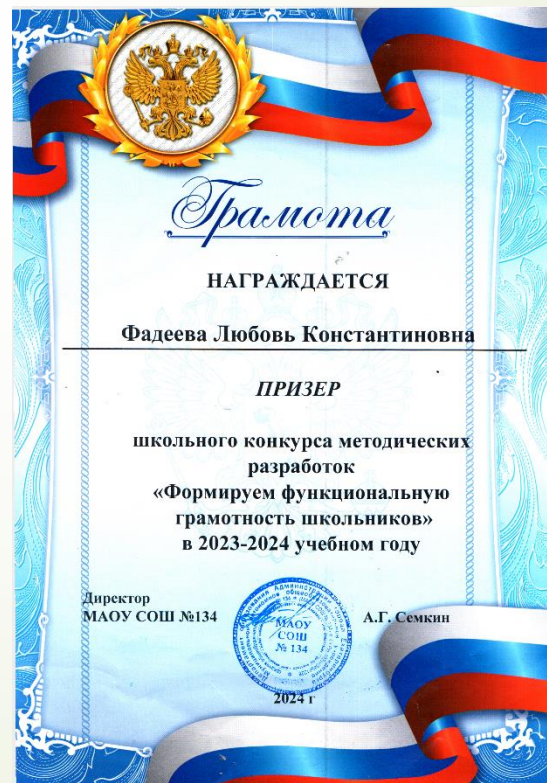 Грамота
НАГРАЖДАЕТСЯ
Фадеева Любовь Константиновна
ПРИЗЕР
школьного конкурса методических
разработок
«Формируем функциональную
грамотность школьников»
в 2023-2024 учебном году
Директор
МАОУ СОШ №134
А.Г. Семкин
МАОУ
СОШ
№ 134
2024 г